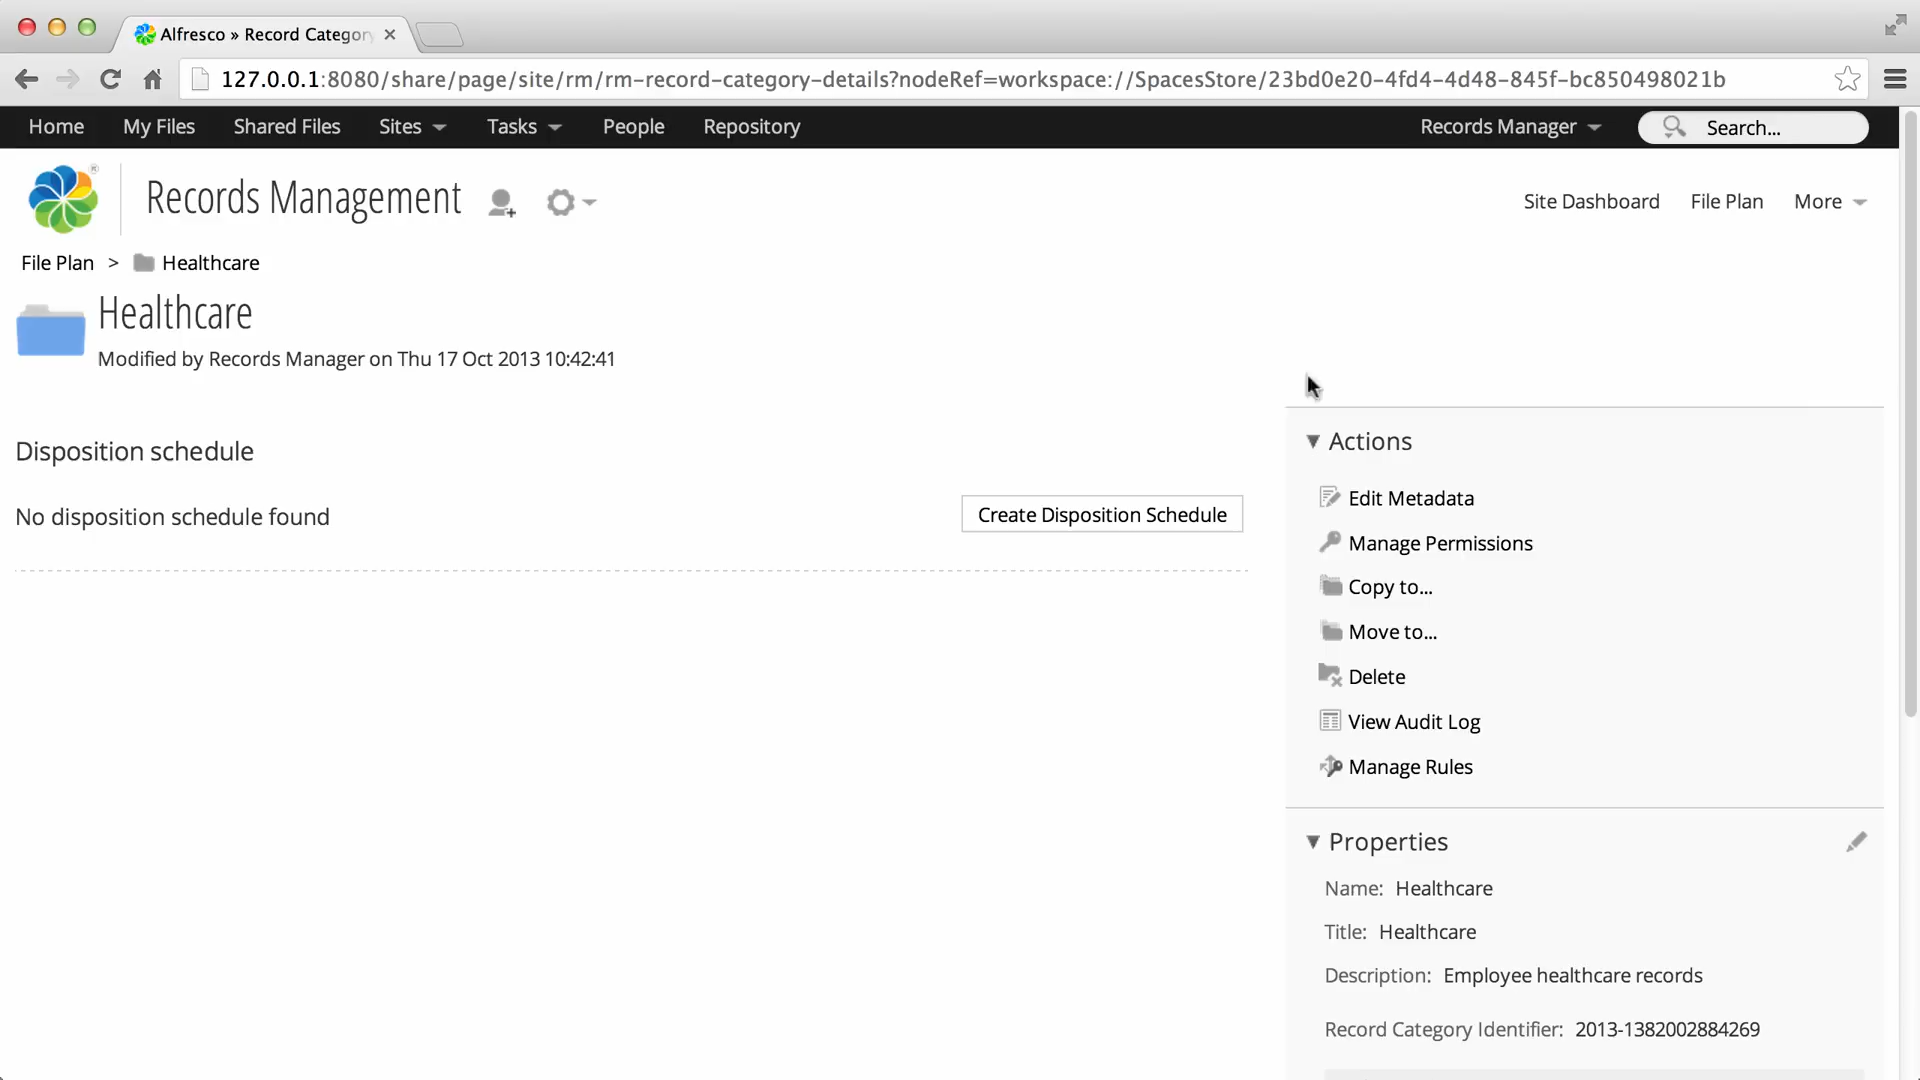 Alfresco » Record Category
127.0.0.1:8080/share/page/site/rm/rm-record-category-details?nodeRef=workspace://SpacesStore/23bd0e20-4fd4-4d48-845f-bc850498021b
Home My Files Shared Files Sites Tasks People Repository Records Manager Search...
Records Management Site Dashboard File Plan More
File Plan > Healthcare
Healthcare
Modified by Records Manager on Thu 17 Oct 2013 10:42:41
Disposition schedule
No disposition schedule found
Create Disposition Schedule
Actions
Edit Metadata
Manage Permissions
Copy to...
Move to...
Delete
View Audit Log
Manage Rules
Properties
Name: Healthcare
Title: Healthcare
Description: Employee healthcare records
Record Category Identifier: 2013-1382002884269